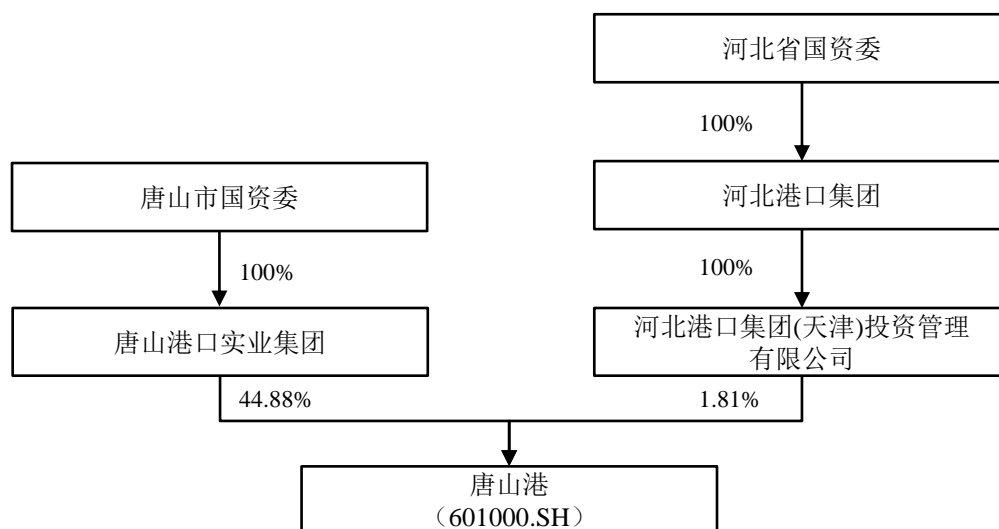 河北省国资委
100%
唐山市国资委
河北港口集团
100%
100%
唐山港口实业集团
河北港口集团(天津)投资管理
有限公司
44.88%
1.81%
唐山港
（601000.SH）